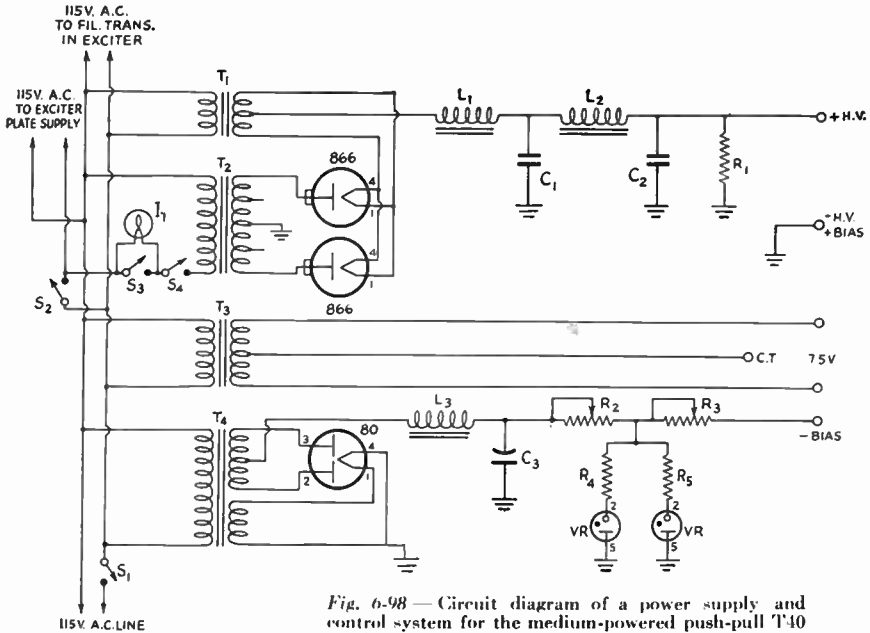 115V. A.C.
TO FIL. TRANS.
IN EXCITER
115V. A.C.
TO EXCITER
PLATE SUPPLY
T1
L1
L2
+ H.V.
C1
C2
R1
T2
866
4
1
- H.V.
+ BIAS
I1
S3
S4
4
1
866
S2
T3
C.T
75V
T4
L3
80
3
4
2
1
C3
R2
R3
- BIAS
R4
R5
2
2
VR
VR
5
5
S1
115V. A.C. LINE
Fig. 6-98 — Circuit diagram of a power supply and
control system for the medium-powered push-pull T40